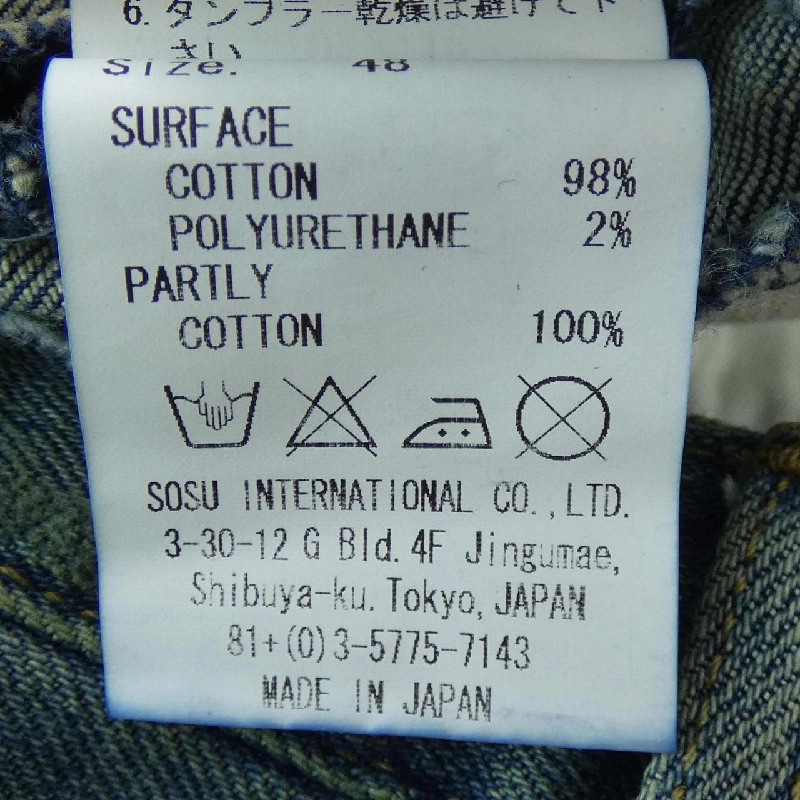 6. タンブラー乾燥は避けて下
さい
Size. 48
SURFACE
COTTON 98%
POLYURETHANE 2%
PARTLY
COTTON 100%
SOSU INTERNATIONAL CO.,LTD.
3-30-12 G Bld. 4F Jingumae,
Shibuya-ku. Tokyo, JAPAN
81+(0)3-5775-7143
MADE IN JAPAN